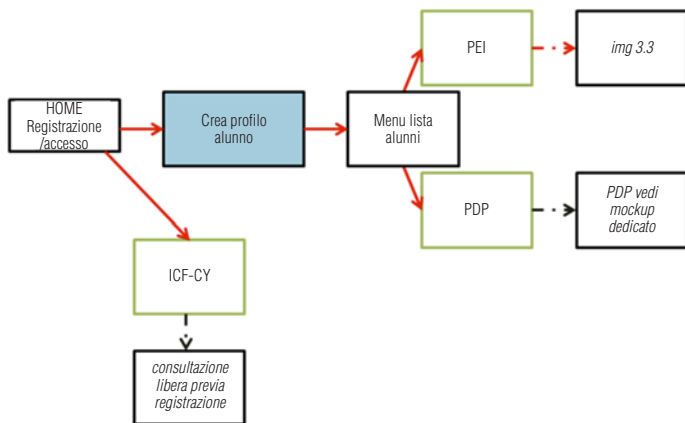 PEI
img 3.3
HOME
Registrazione
/accesso
Crea profilo
alunno
Menu lista
alunni
PDP
PDP vedi
mockup
dedicato
ICF-CY
consultazione
libera previa
registrazione